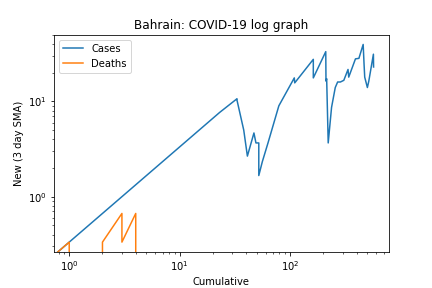 Bahrain: COVID-19 log graph
Cases
Deaths
New (3 day SMA)
10¹
10⁰
10⁰ 10¹ 10²
Cumulative